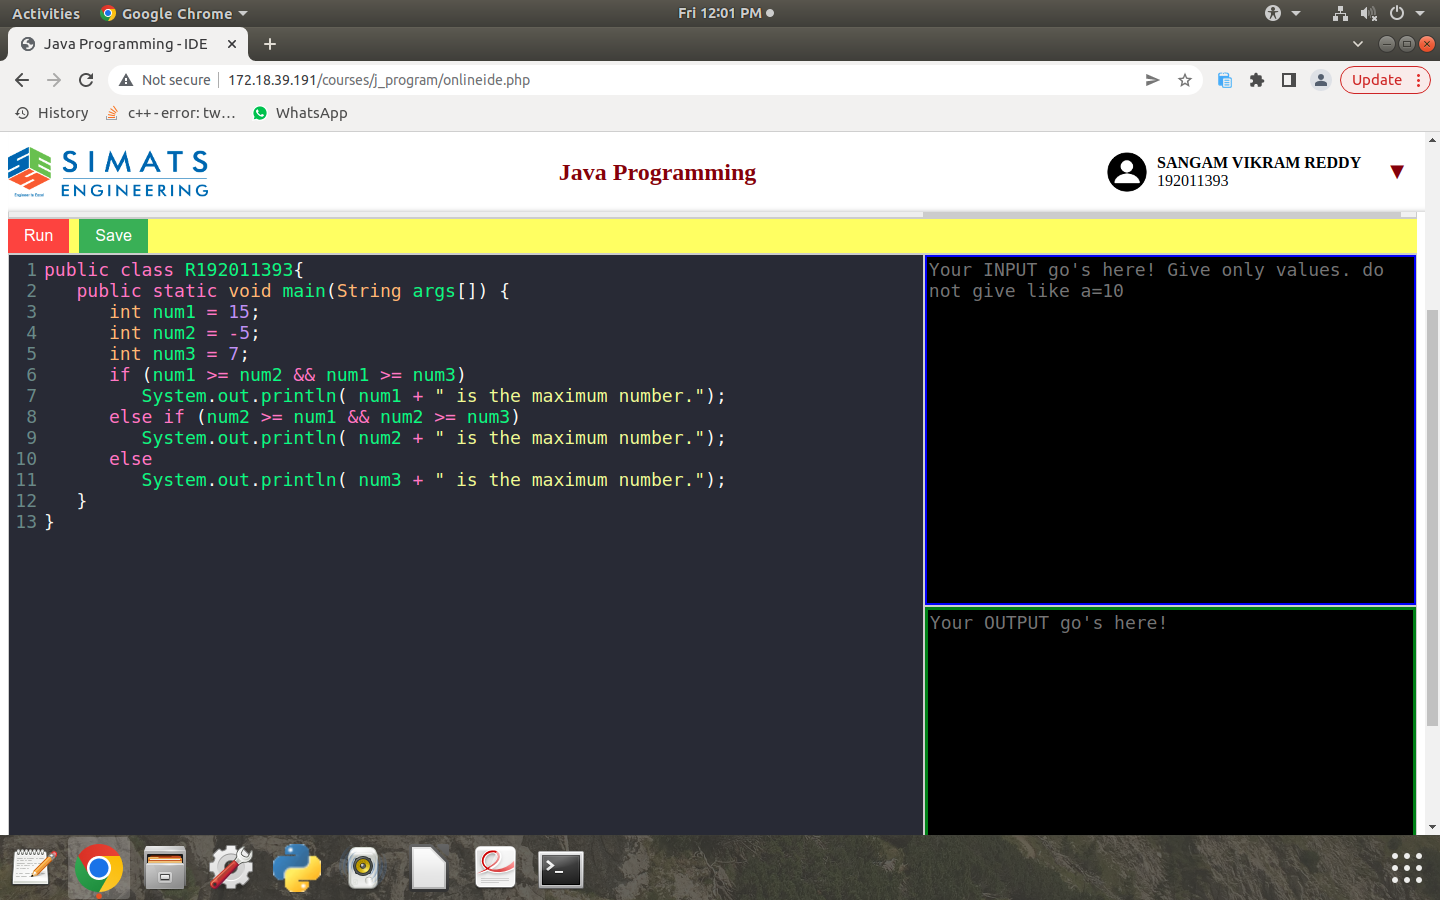 Activities Google Chrome Fri 12:01 PM
Java Programming - IDE
Not secure 172.18.39.191/courses/j_program/onlineide.php Update
History c++ - error: tw… WhatsApp
SIMATS
ENGINEERING
Java Programming
SANGAM VIKRAM REDDY
192011393
Run Save
1 public class R192011393{
2    public static void main(String args[]) {
3       int num1 = 15;
4       int num2 = -5;
5       int num3 = 7;
6       if (num1 >= num2 && num1 >= num3)
7          System.out.println( num1 + " is the maximum number.");
8       else if (num2 >= num1 && num2 >= num3)
9          System.out.println( num2 + " is the maximum number.");
10       else
11          System.out.println( num3 + " is the maximum number.");
12    }
13 }
Your INPUT go's here! Give only values. do
not give like a=10
Your OUTPUT go's here!